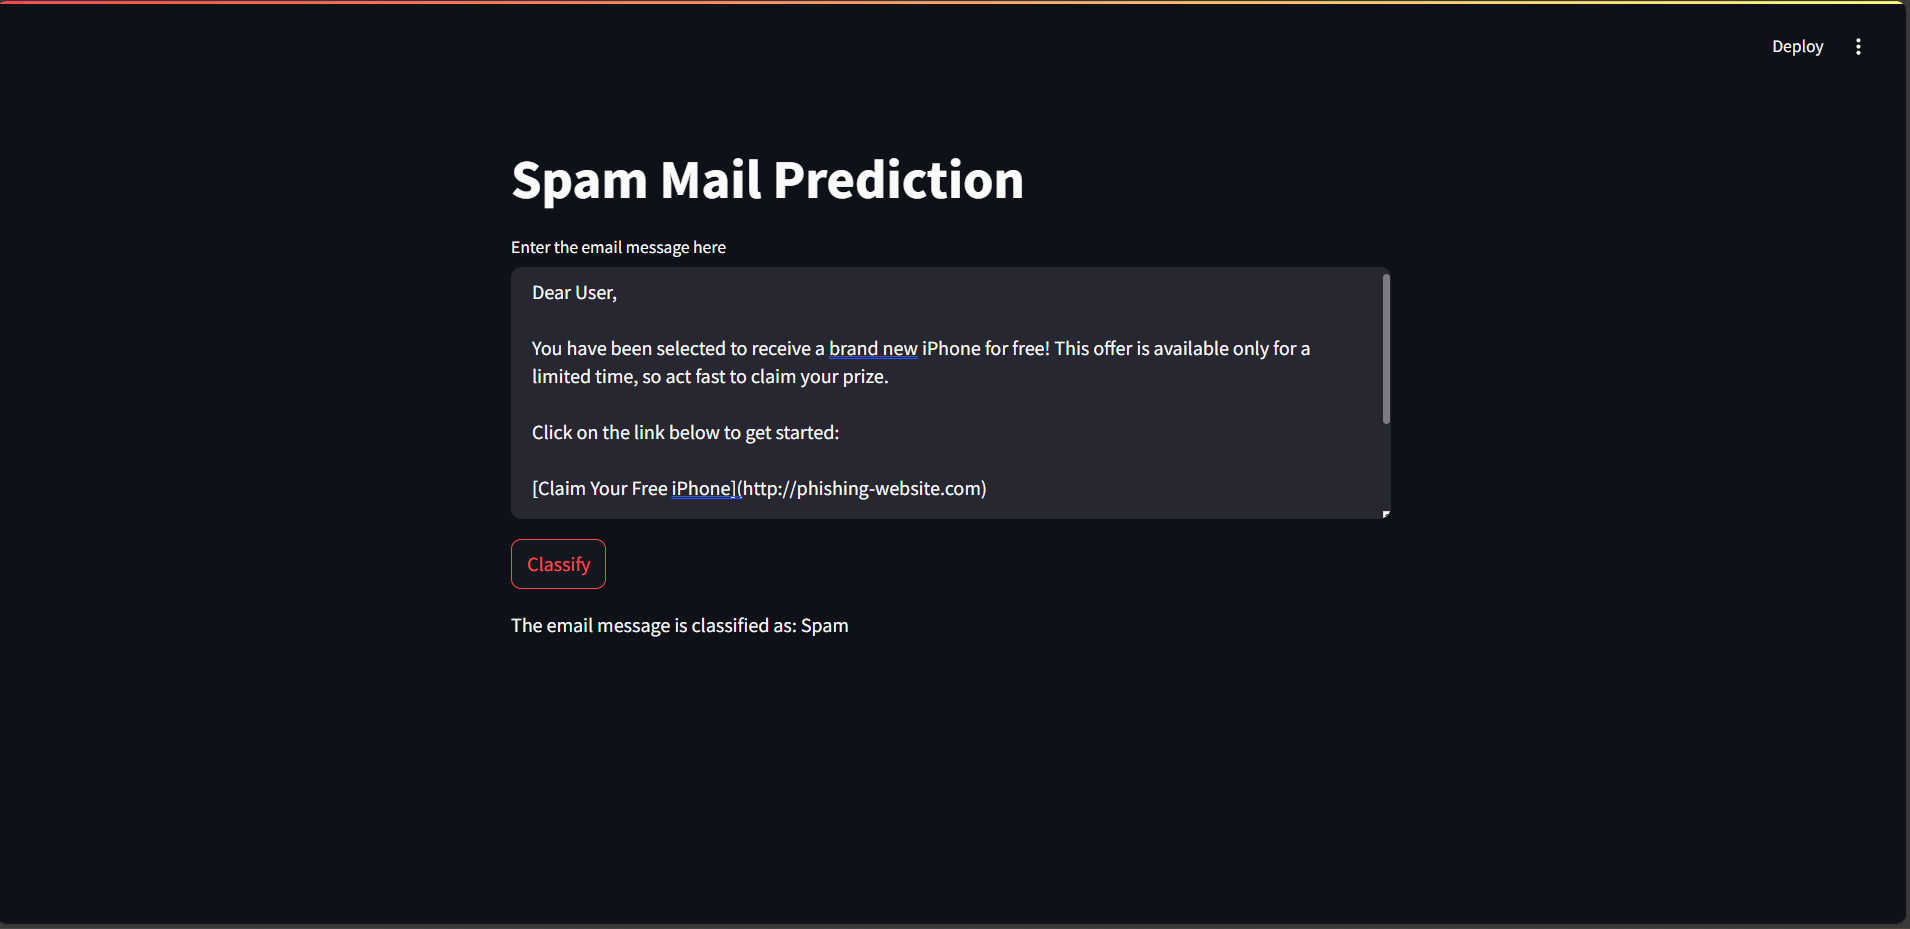 Deploy
Spam Mail Prediction
Enter the email message here
Dear User,
You have been selected to receive a brand new iPhone for free! This offer is available only for a
limited time, so act fast to claim your prize.
Click on the link below to get started:
[Claim Your Free iPhone](http://phishing-website.com)
Classify
The email message is classified as: Spam